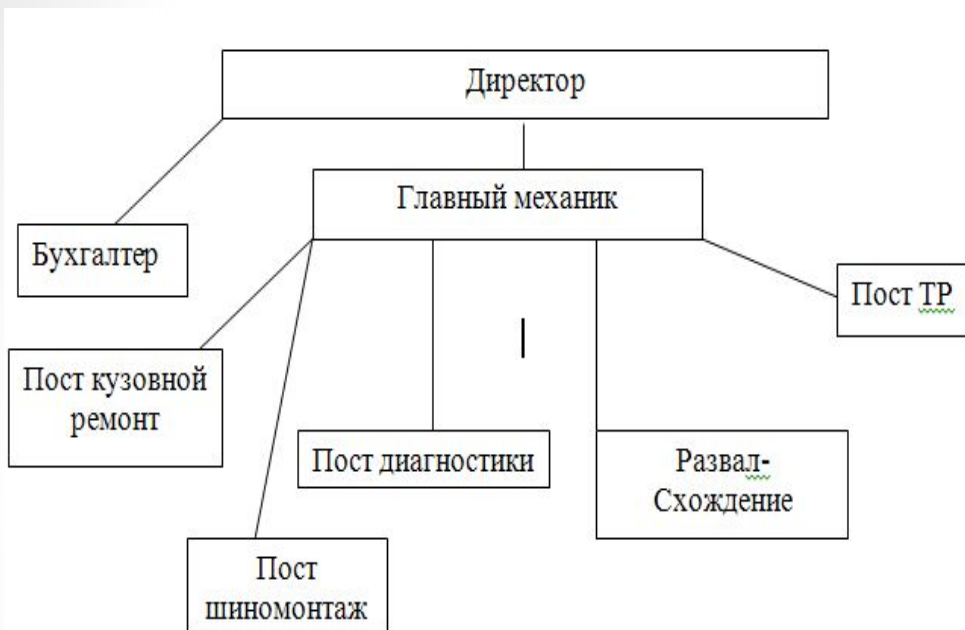 Директор
Главный механик
Бухгалтер
Пост ТР
Пост кузовной
ремонт
Пост диагностики
Развал-
Схождение
Пост
шиномонтаж